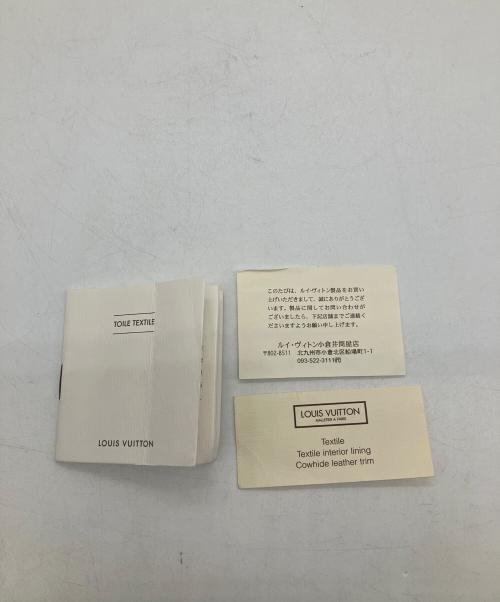 TOILE TEXTILE
LOUIS VUITTON
このたびは、ルイ・ヴィトン製品をお買い
上げいただきまして、誠にありがとうござ
います。製品に関してお問い合わせが
ございましたら、下記店舗までご連絡く
ださいますようお願い申し上げます。
ルイ・ヴィトン小倉井筒屋店
〒802-8511 北九州市小倉北区船場町1-1
093-522-3111㈹
LOUIS VUITTON
MALLETIER A PARIS
Textile
Textile interior lining
Cowhide leather trim